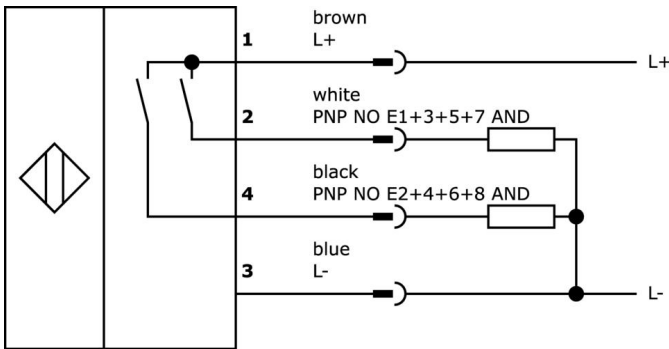 brown
1 L+
L+
white
2 PNP NO E1+3+5+7 AND
black
4 PNP NO E2+4+6+8 AND
blue
3 L-
L-